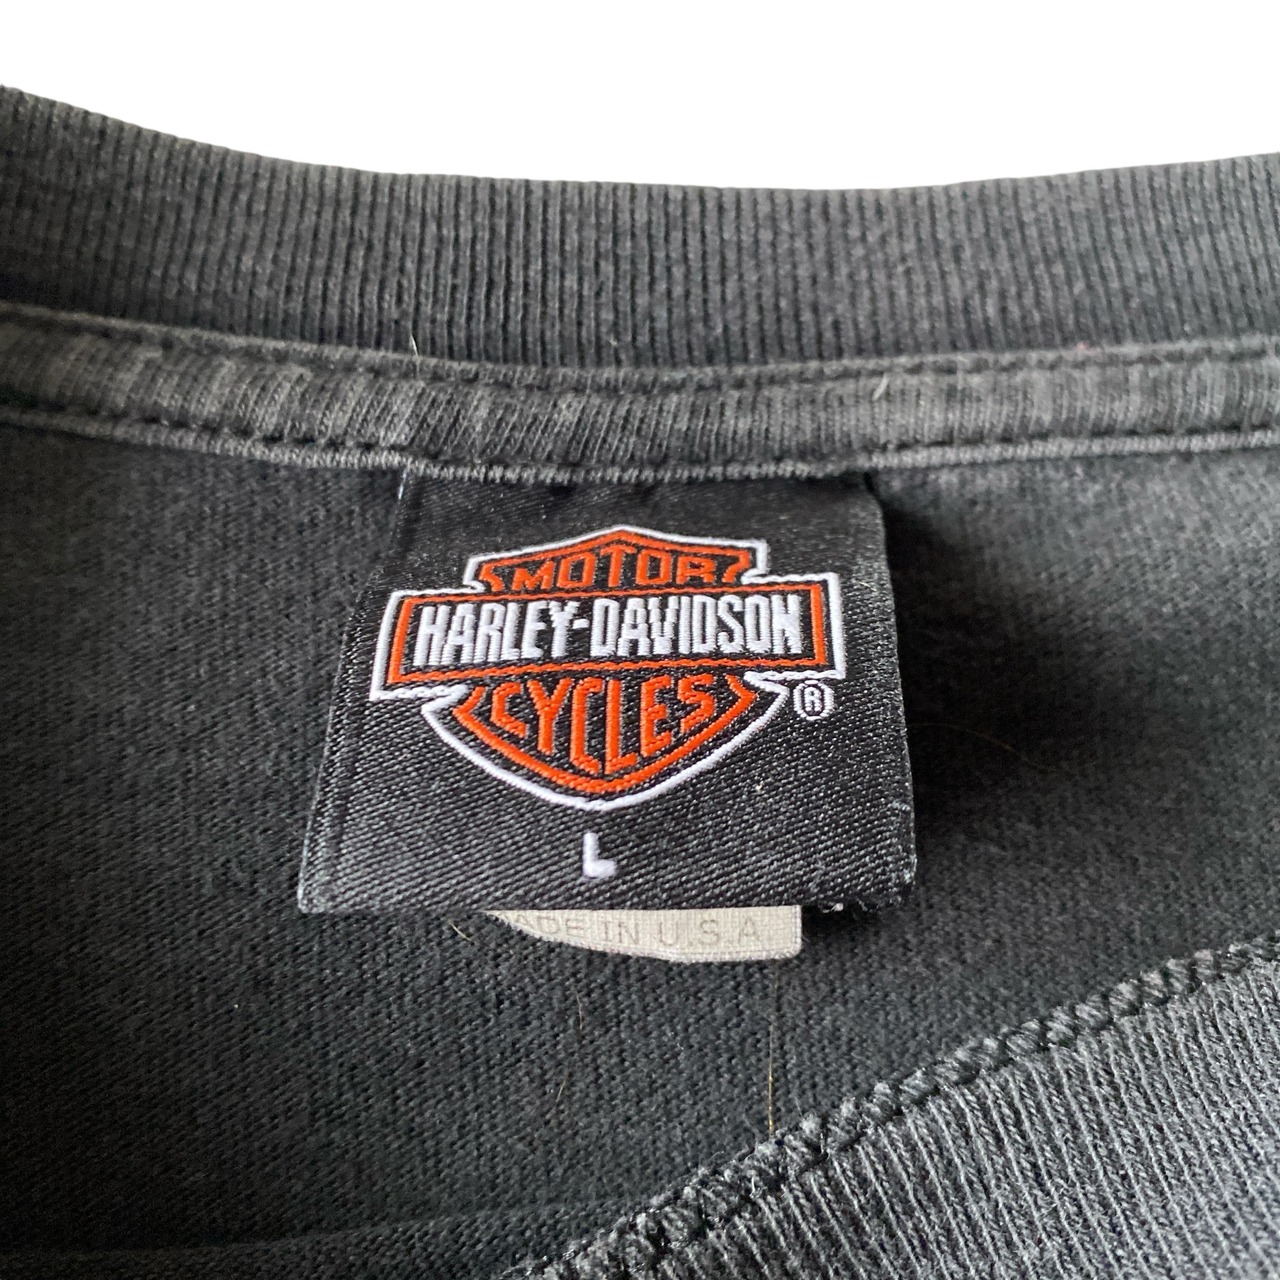 MOTOR
HARLEY-DAVIDSON
CYCLES
®
L
ADE IN U.S.A